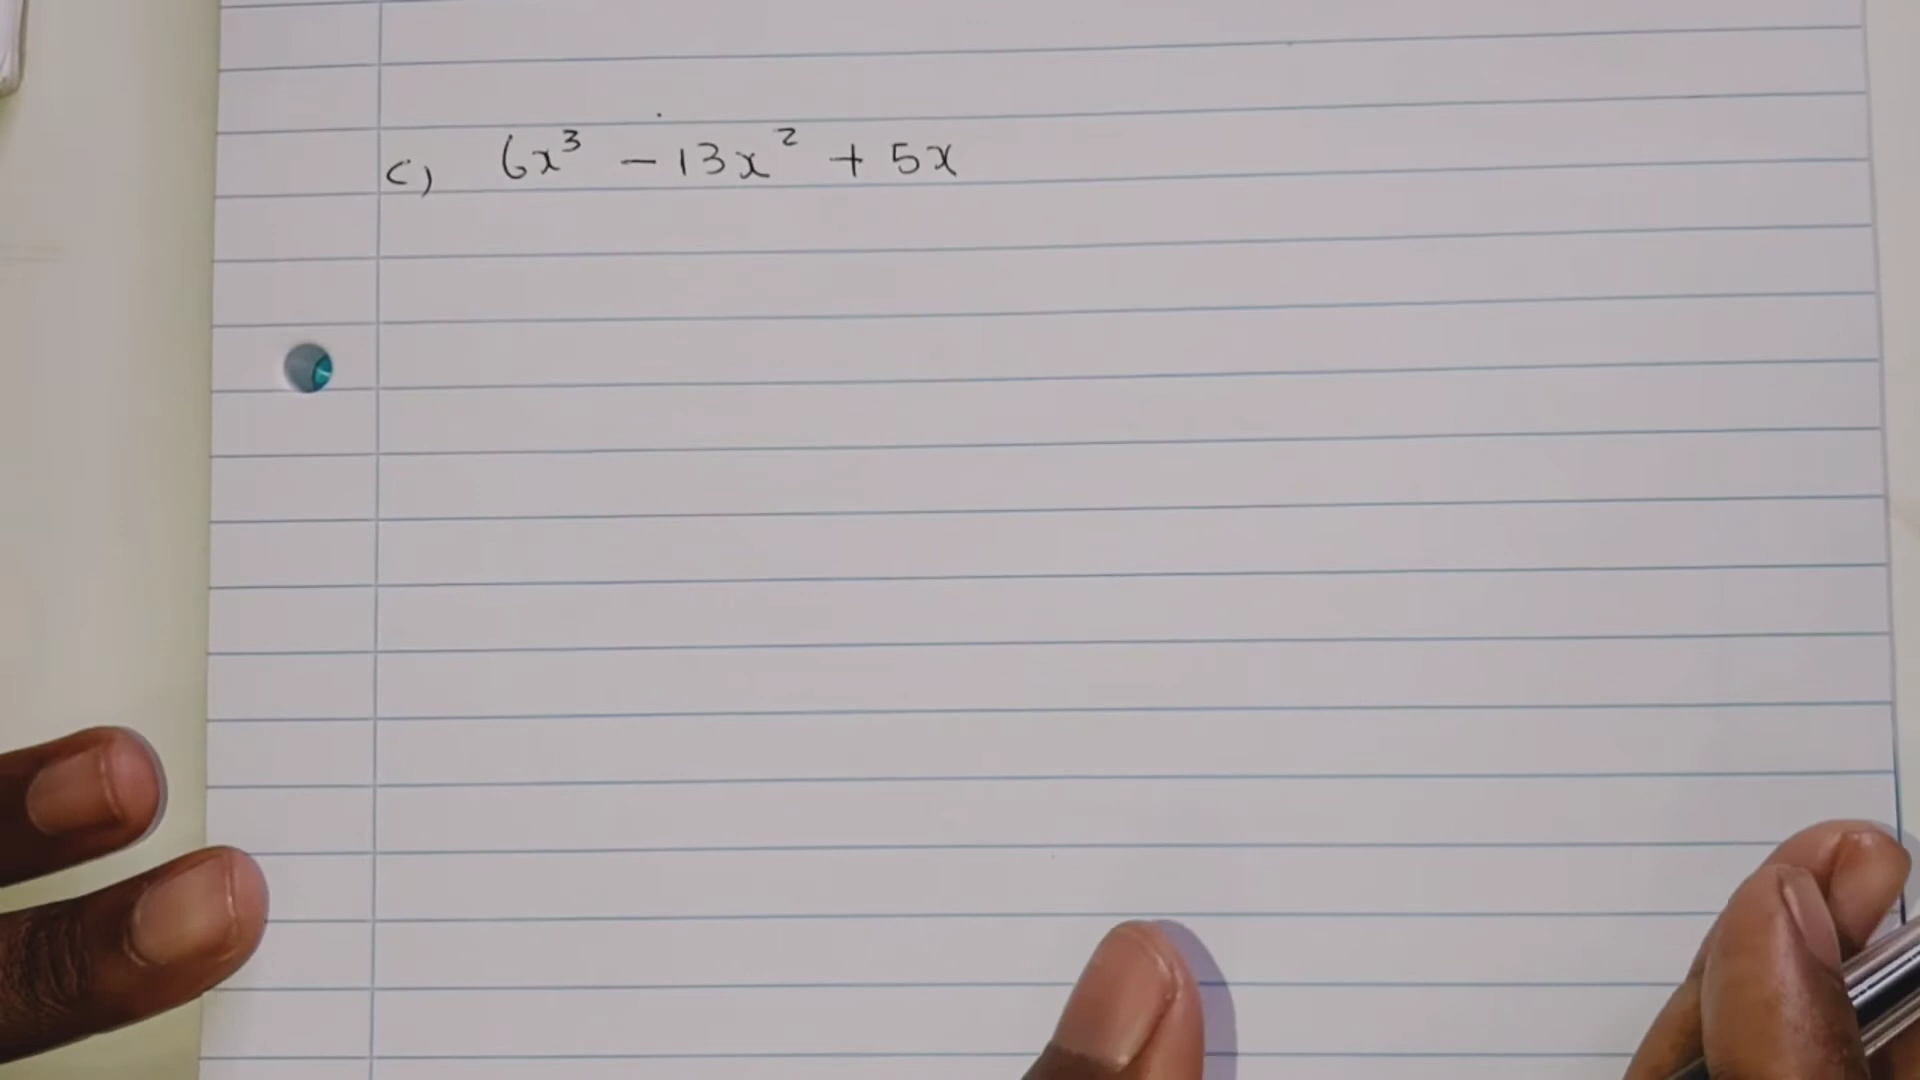 c) 6x³ - 13x² + 5x